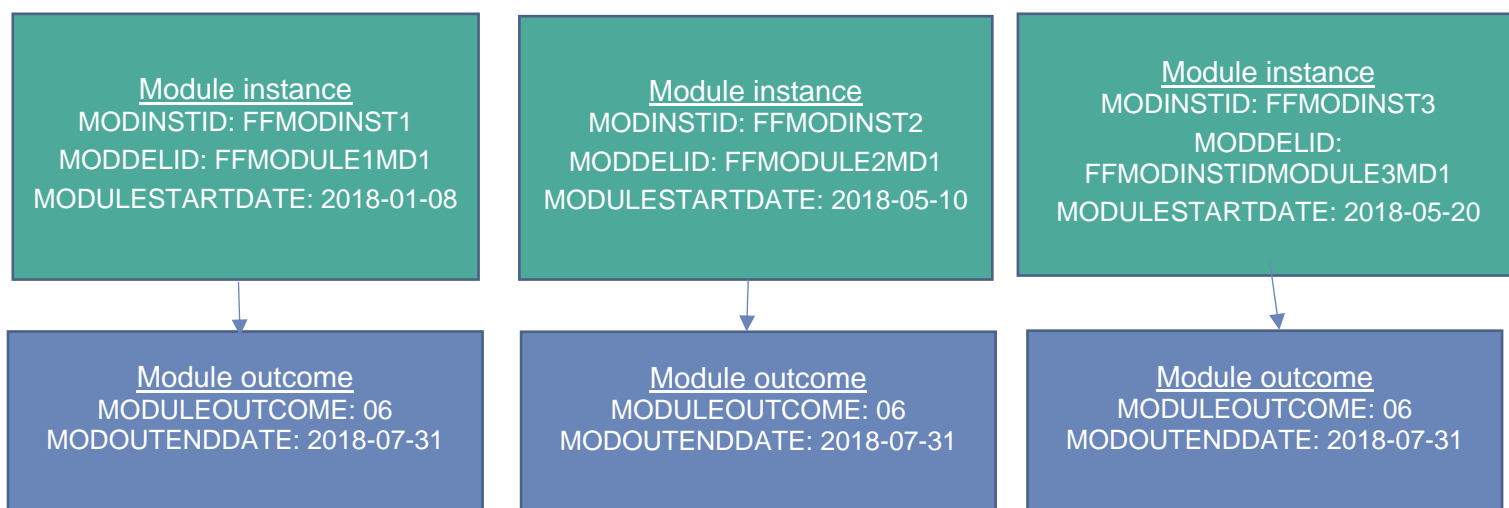 Module instance
MODINSTID: FFMODINST1
MODDELID: FFMODULE1MD1
MODULESTARTDATE: 2018-01-08
Module instance
MODINSTID: FFMODINST2
MODDELID: FFMODULE2MD1
MODULESTARTDATE: 2018-05-10
Module instance
MODINSTID: FFMODINST3
MODDELID:
FFMODINSTIDMODULE3MD1
MODULESTARTDATE: 2018-05-20
Module outcome
MODULEOUTCOME: 06
MODOUTENDDATE: 2018-07-31
Module outcome
MODULEOUTCOME: 06
MODOUTENDDATE: 2018-07-31
Module outcome
MODULEOUTCOME: 06
MODOUTENDDATE: 2018-07-31